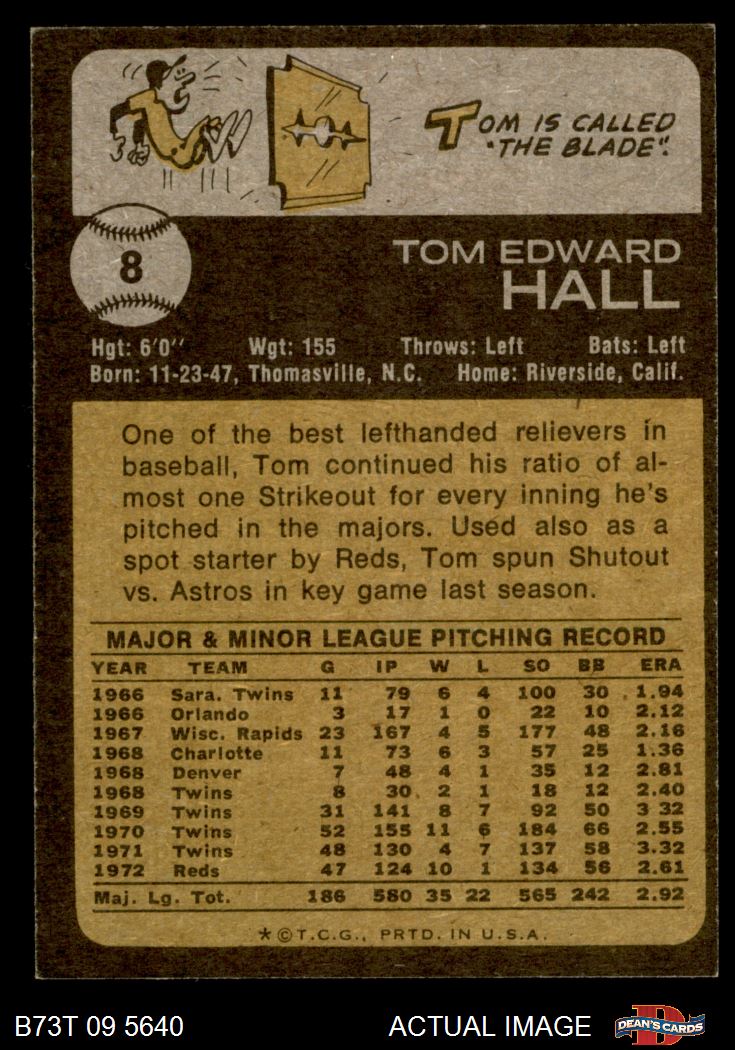 TOM IS CALLED
"THE BLADE".
8
TOM EDWARD
HALL
Hgt: 6'0" Wgt: 155 Throws: Left Bats: Left
Born: 11-23-47, Thomasville, N.C. Home: Riverside, Calif.
One of the best lefthanded relievers in
baseball, Tom continued his ratio of al-
most one Strikeout for every inning he's
pitched in the majors. Used also as a
spot starter by Reds, Tom spun Shutout
vs. Astros in key game last season.
MAJOR & MINOR LEAGUE PITCHING RECORD
YEAR TEAM G IP W L SO BB ERA
1966 Sara. Twins 11 79 6 4 100 30 1.94
1966 Orlando 3 17 1 0 22 10 2.12
1967 Wisc. Rapids 23 167 4 5 177 48 2.16
1968 Charlotte 11 73 6 3 57 25 1.36
1968 Denver 7 48 4 1 35 12 2.81
1968 Twins 8 30 2 1 18 12 2.40
1969 Twins 31 141 8 7 92 50 3 32
1970 Twins 52 155 11 6 184 66 2.55
1971 Twins 48 130 4 7 137 58 3.32
1972 Reds 47 124 10 1 134 56 2.61
Maj. Lg. Tot. 186 580 35 22 565 242 2.92
*©T.C.G., PRTD. IN U.S.A.
B73T 09 5640 ACTUAL IMAGE D DEAN'S CARDS